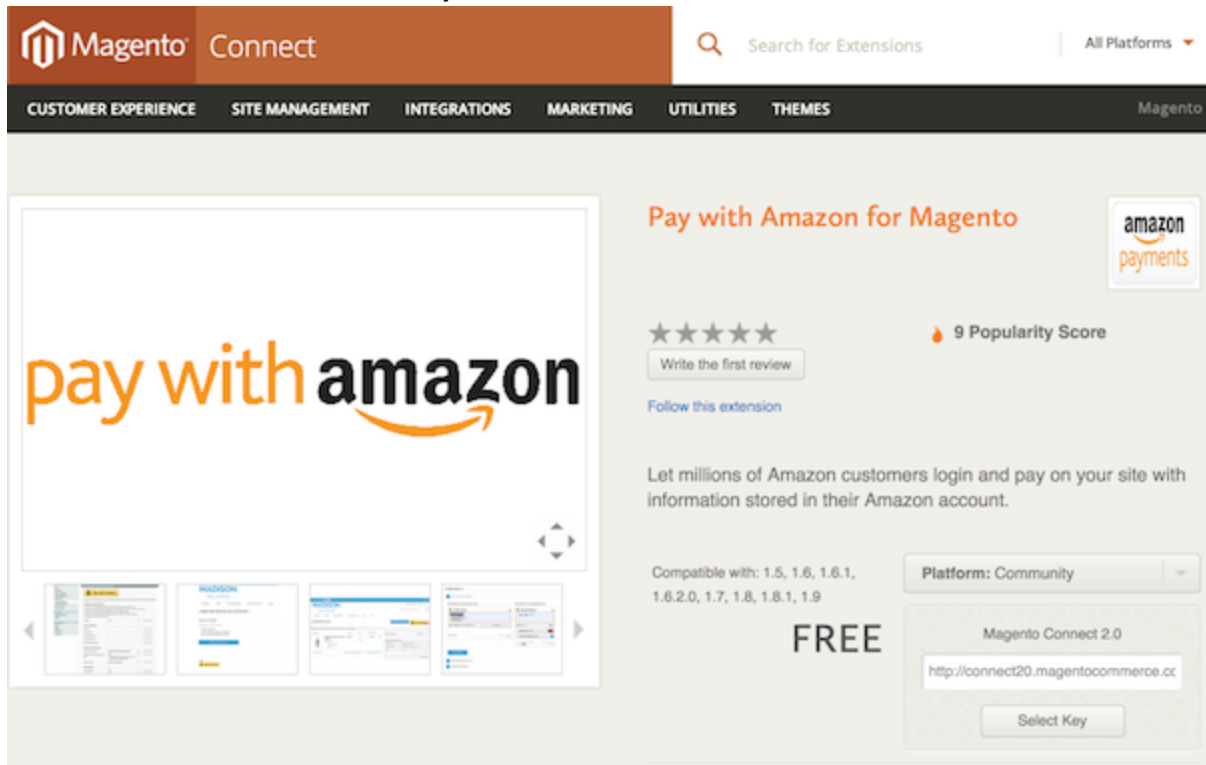 Magento® Connect
Search for Extensions
All Platforms
CUSTOMER EXPERIENCE SITE MANAGEMENT INTEGRATIONS MARKETING UTILITIES THEMES Magento
Pay with Amazon for Magento
amazon
payments
pay with amazon
9 Popularity Score
Write the first review
Follow this extension
Let millions of Amazon customers login and pay on your site with
information stored in their Amazon account.
Compatible with: 1.5, 1.6, 1.6.1,
1.6.2.0, 1.7, 1.8, 1.8.1, 1.9
Platform: Community
FREE
Magento Connect 2.0
http://connect20.magentocommerce.cc
Select Key
MADISON